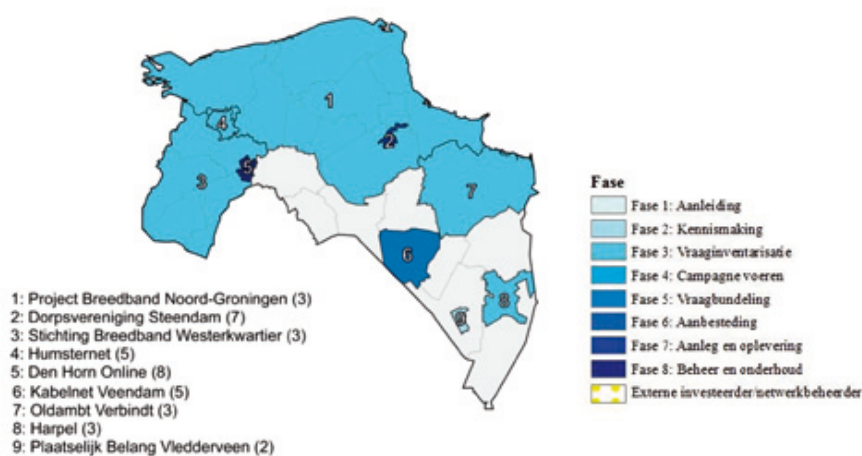 1
2
3
4
5
6
7
8
9
1: Project Breedband Noord-Groningen (3)
2: Dorpsvereniging Steendam (7)
3: Stichting Breedband Westerkwartier (3)
4: Humsternet (5)
5: Den Horn Online (8)
6: Kabelnet Veendam (5)
7: Oldambt Verbindt (3)
8: Harpel (3)
9: Plaatselijk Belang Vledderveen (2)
Fase
Fase 1: Aanleiding
Fase 2: Kennismaking
Fase 3: Vraaginventarisatie
Fase 4: Campagne voeren
Fase 5: Vraagbundeling
Fase 6: Aanbesteding
Fase 7: Aanleg en oplevering
Fase 8: Beheer en onderhoud
Externe investeerder/netwerkbeheerder